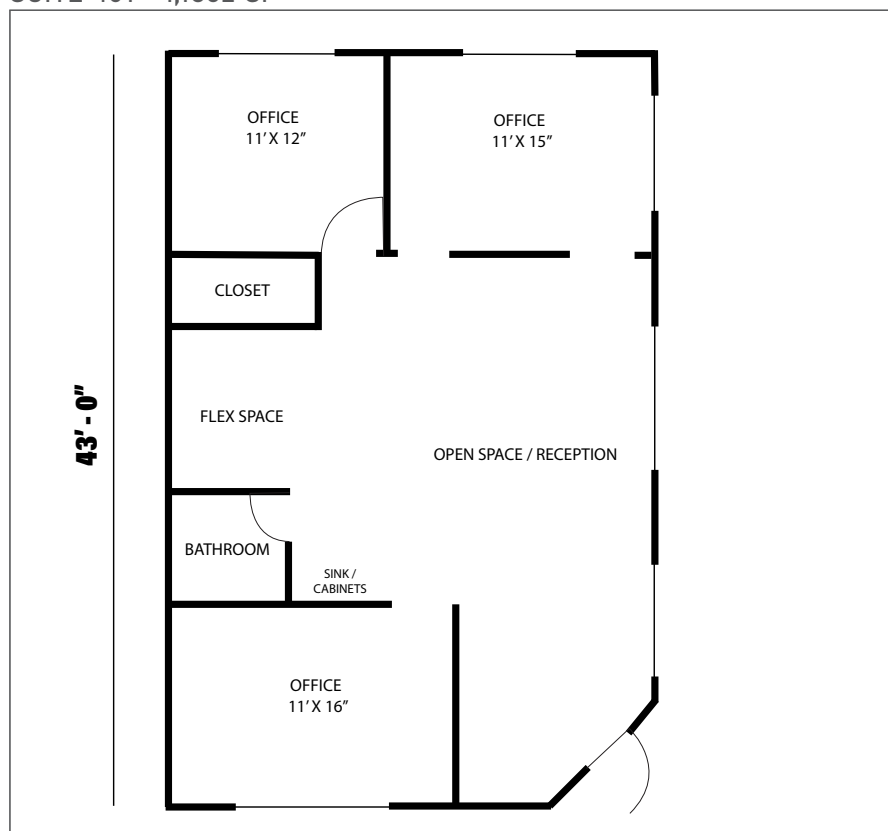 OFFICE
11’ X 12”
OFFICE
11’ X 15”
CLOSET
FLEX SPACE
43’ - 0”
OPEN SPACE / RECEPTION
BATHROOM
SINK /
CABINETS
OFFICE
11’ X 16”